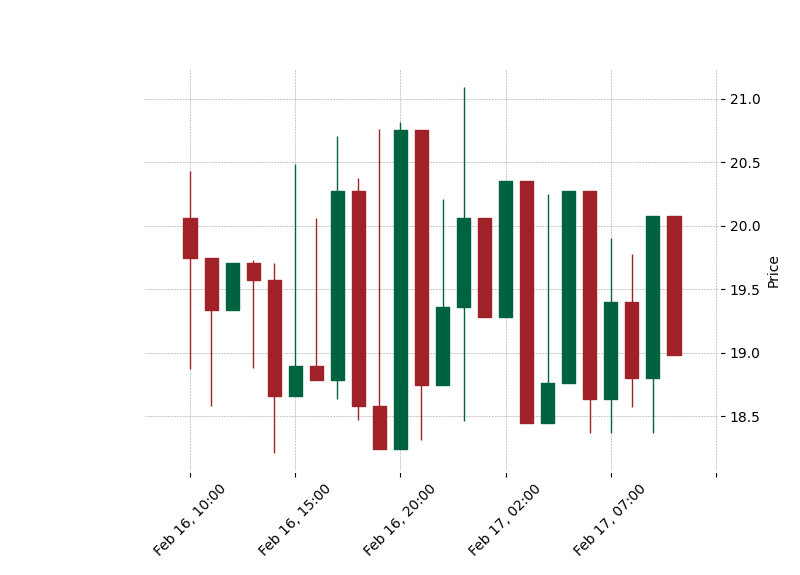 21.0
20.5
20.0
19.5
19.0
18.5
Price
Feb 16, 10:00
Feb 16, 15:00
Feb 16, 20:00
Feb 17, 02:00
Feb 17, 07:00